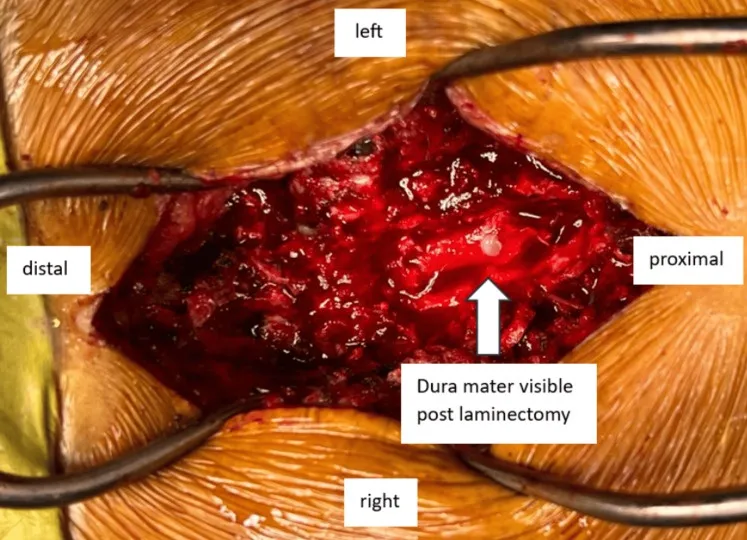 left
distal
proximal
Dura mater visible
post laminectomy
right